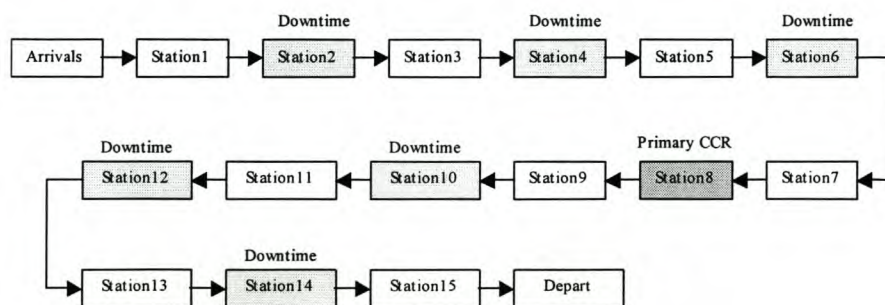 Downtime Downtime Downtime
Arrivals Station1 Station2 Station3 Station4 Station5 Station6
Downtime Downtime Primary CCR
Station12 Station11 Station10 Station9 Station8 Station7
Downtime
Station13 Station14 Station15 Depart